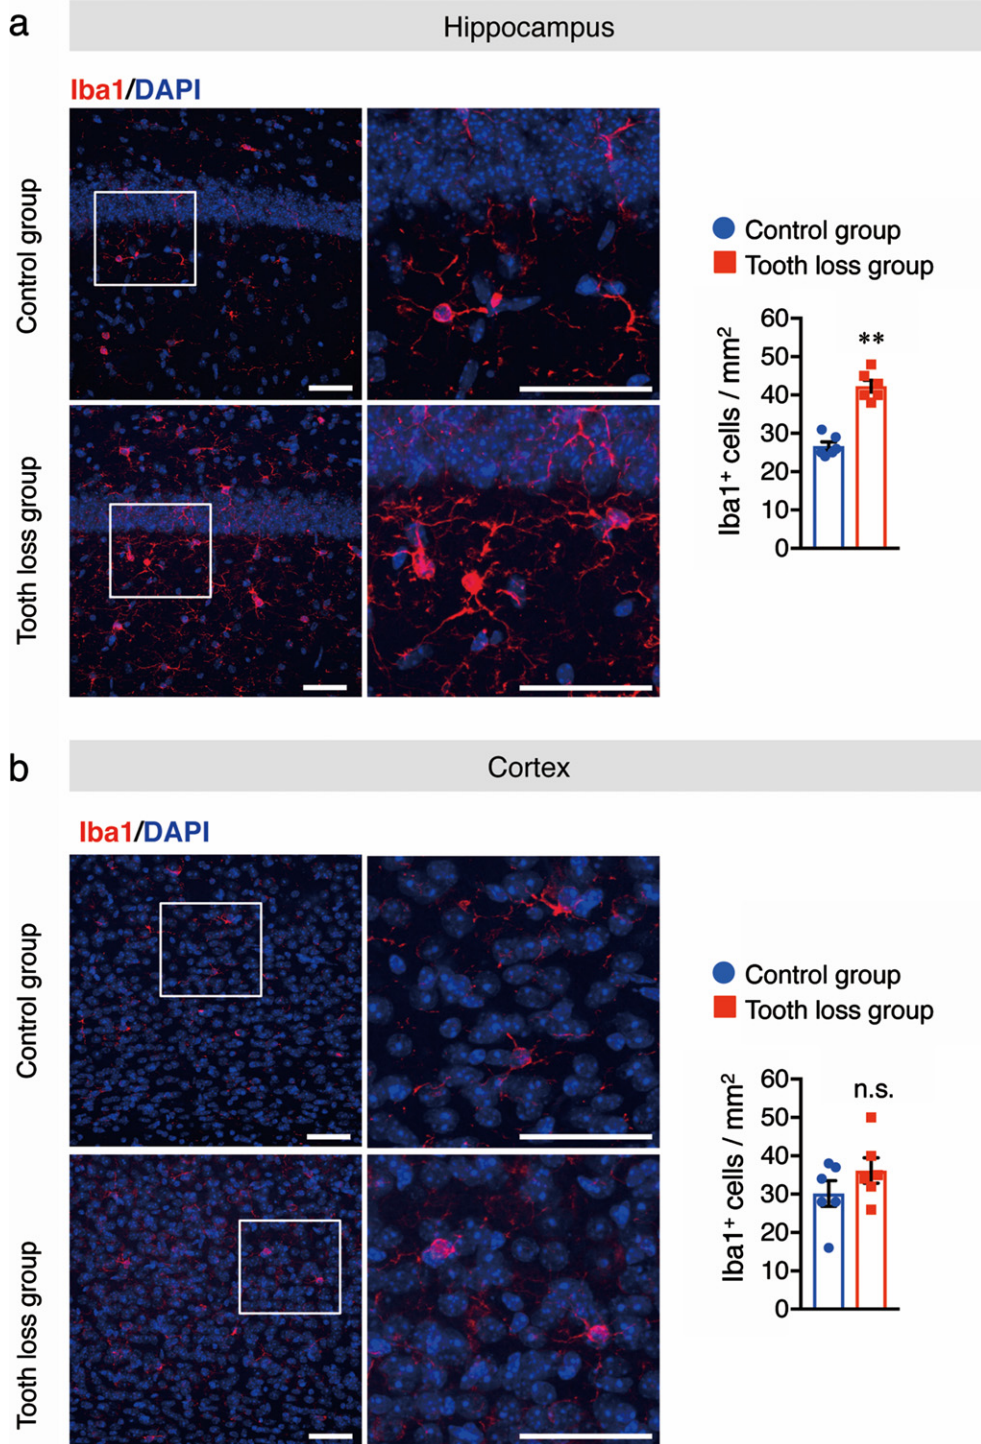 a
Hippocampus
Iba1/DAPI
Control group
Tooth loss group
Control group
Tooth loss group
Iba1⁺ cells / mm²
60
50
40
30
20
10
0
**
b
Cortex
Iba1/DAPI
Control group
Tooth loss group
Control group
Tooth loss group
Iba1⁺ cells / mm²
60
50
40
30
20
10
0
n.s.